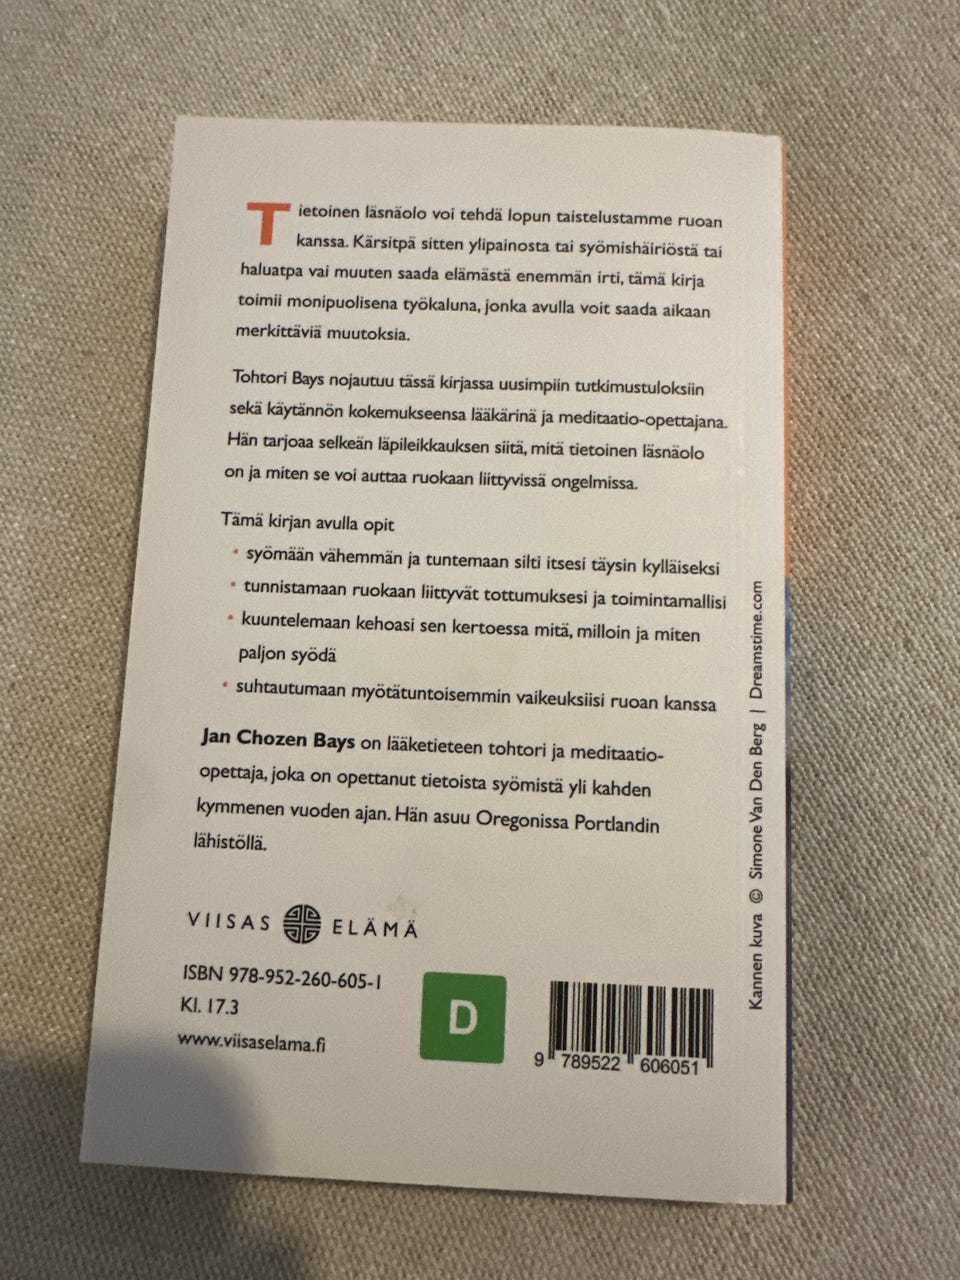 Tietoinen läsnäolo voi tehdä lopun taistelustamme ruoan
kanssa. Kärsitpä sitten ylipainosta tai syömishäiriöstä tai
haluatpa vai muuten saada elämästä enemmän irti, tämä kirja
toimii monipuolisena työkaluna, jonka avulla voit saada aikaan
merkittäviä muutoksia.
Tohtori Bays nojautuu tässä kirjassa uusimpiin tutkimustuloksiin
sekä käytännön kokemukseensa lääkärinä ja meditaatio-opettajana.
Hän tarjoaa selkeän läpileikkauksen siitä, mitä tietoinen läsnäolo
on ja miten se voi auttaa ruokaan liittyvissä ongelmissa.
Tämä kirjan avulla opit
• syömään vähemmän ja tuntemaan silti itsesi täysin kylläiseksi
• tunnistamaan ruokaan liittyvät tottumuksesi ja toimintamallisi
• kuuntelemaan kehoasi sen kertoessa mitä, milloin ja miten
paljon syödä
• suhtautumaan myötätuntoisemmin vaikeuksiisi ruoan kanssa
Jan Chozen Bays on lääketieteen tohtori ja meditaatio-
opettaja, joka on opettanut tietoista syömistä yli kahden
kymmenen vuoden ajan. Hän asuu Oregonissa Portlandin
lähistöllä.
VIISAS ELÄMÄ
ISBN 978-952-260-605-1
Kl. 17.3
www.viisaselama.fi
D
9 789522 606051
Kannen kuva © Simone Van Den Berg | Dreamstime.com